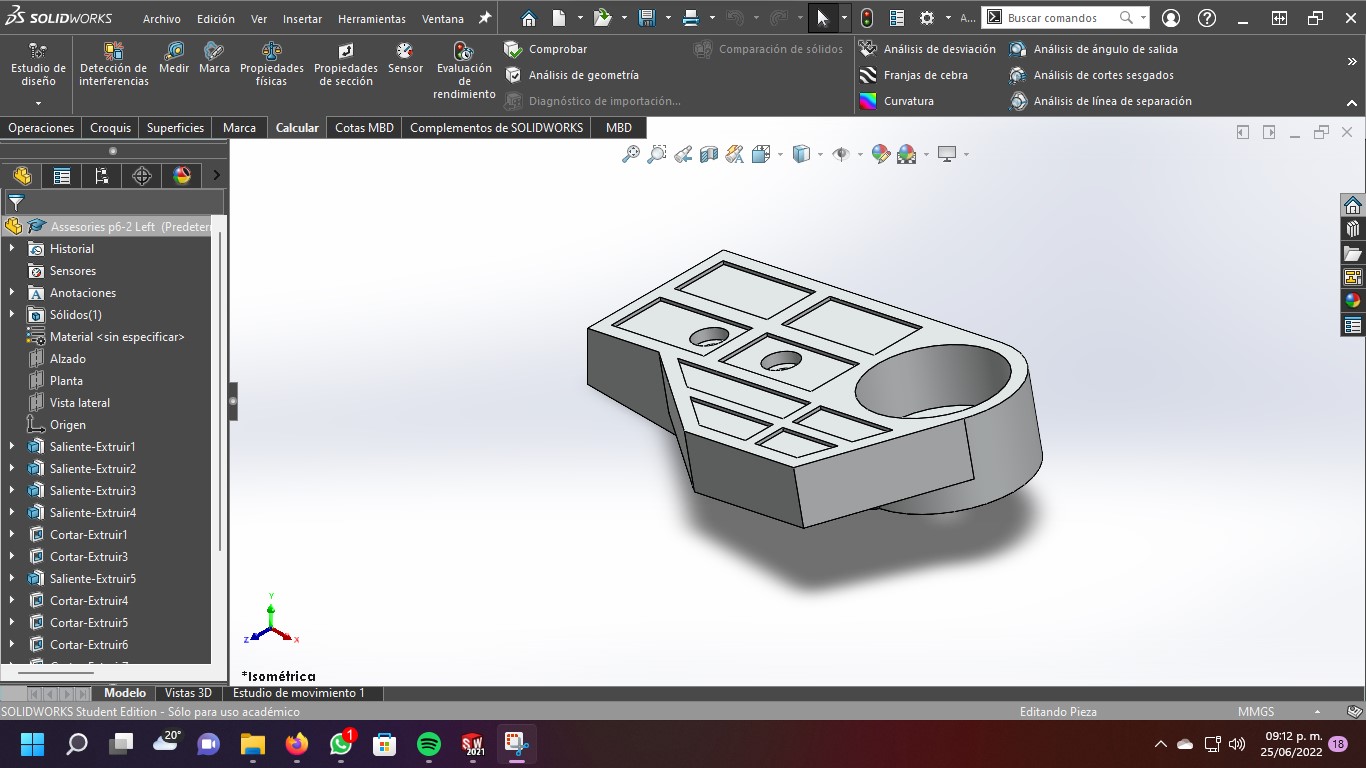 SOLIDWORKS
Archivo Edición Ver Insertar Herramientas Ventana
A... Buscar comandos
Estudio de diseño
Detección de interferencias
Medir
Marca
Propiedades físicas
Propiedades de sección
Sensor
Evaluación de rendimiento
Comprobar
Análisis de geometría
Diagnóstico de importación...
Comparación de sólidos
Análisis de desviación
Franjas de cebra
Curvatura
Análisis de ángulo de salida
Análisis de cortes sesgados
Análisis de línea de separación
Operaciones Croquis Superficies Marca Calcular Cotas MBD Complementos de SOLIDWORKS MBD
Assesories p6-2 Left (Predeter
Historial
Sensores
Anotaciones
Sólidos(1)
Material <sin especificar>
Alzado
Planta
Vista lateral
Origen
Saliente-Extruir1
Saliente-Extruir2
Saliente-Extruir3
Saliente-Extruir4
Cortar-Extruir1
Cortar-Extruir3
Saliente-Extruir5
Cortar-Extruir4
Cortar-Extruir5
Cortar-Extruir6
Y
Z X
*Isométrica
Modelo Vistas 3D Estudio de movimiento 1
SOLIDWORKS Student Edition - Sólo para uso académico Editando Pieza MMGS
20° 1 SW 2021
09:12 p. m.
25/06/2022 18